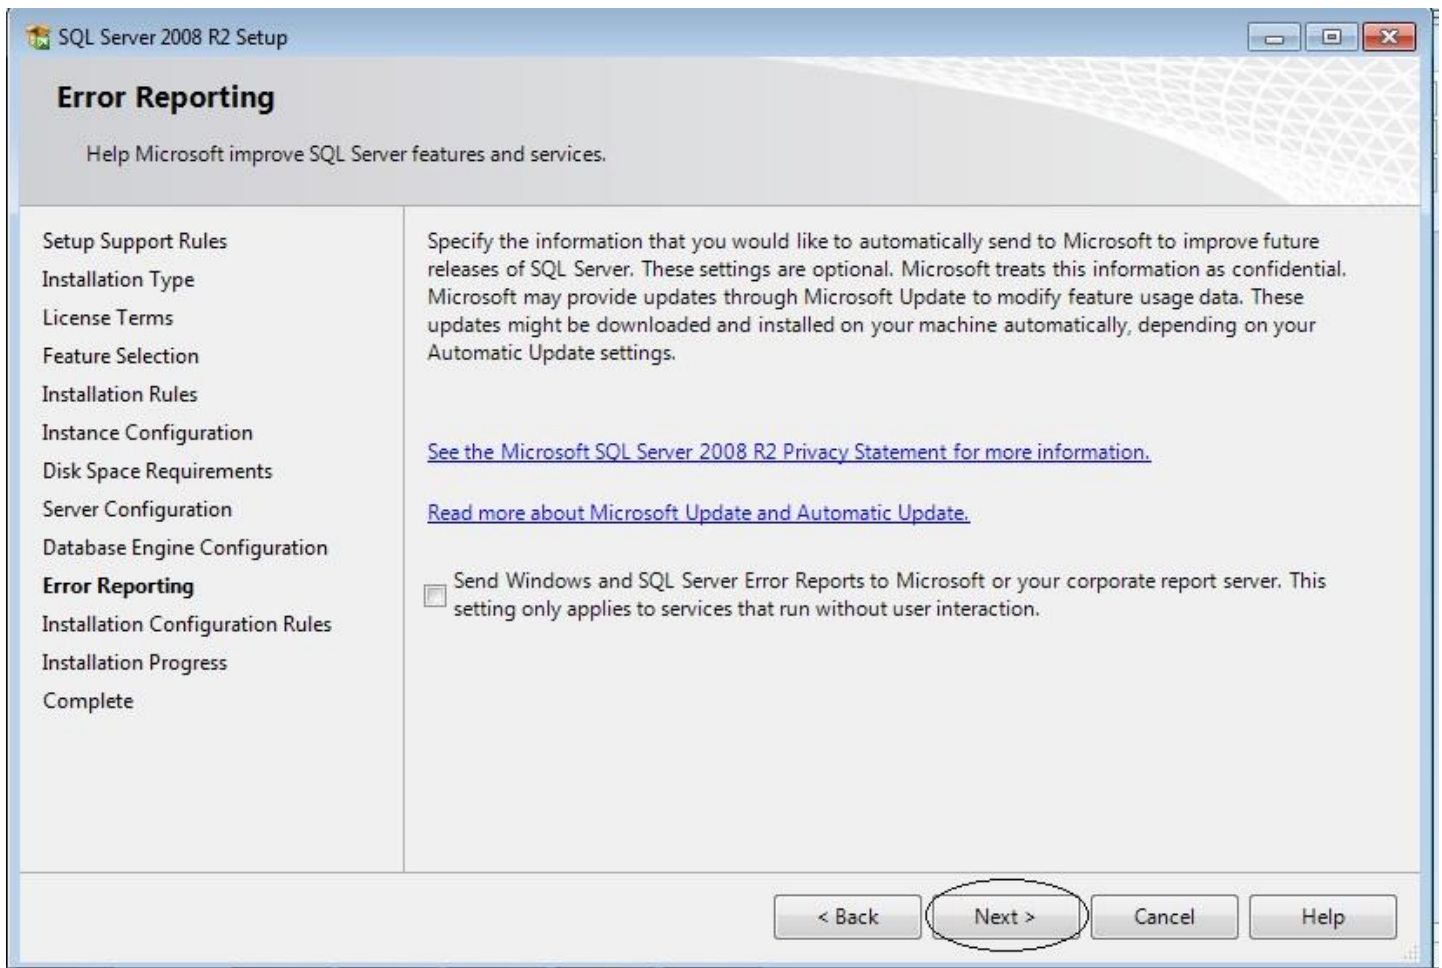 SQL Server 2008 R2 Setup
Error Reporting
Help Microsoft improve SQL Server features and services.
Setup Support Rules
Installation Type
License Terms
Feature Selection
Installation Rules
Instance Configuration
Disk Space Requirements
Server Configuration
Database Engine Configuration
Error Reporting
Installation Configuration Rules
Installation Progress
Complete
Specify the information that you would like to automatically send to Microsoft to improve future
releases of SQL Server. These settings are optional. Microsoft treats this information as confidential.
Microsoft may provide updates through Microsoft Update to modify feature usage data. These
updates might be downloaded and installed on your machine automatically, depending on your
Automatic Update settings.
See the Microsoft SQL Server 2008 R2 Privacy Statement for more information.
Read more about Microsoft Update and Automatic Update.
Send Windows and SQL Server Error Reports to Microsoft or your corporate report server. This
setting only applies to services that run without user interaction.
< Back
Next >
Cancel
Help